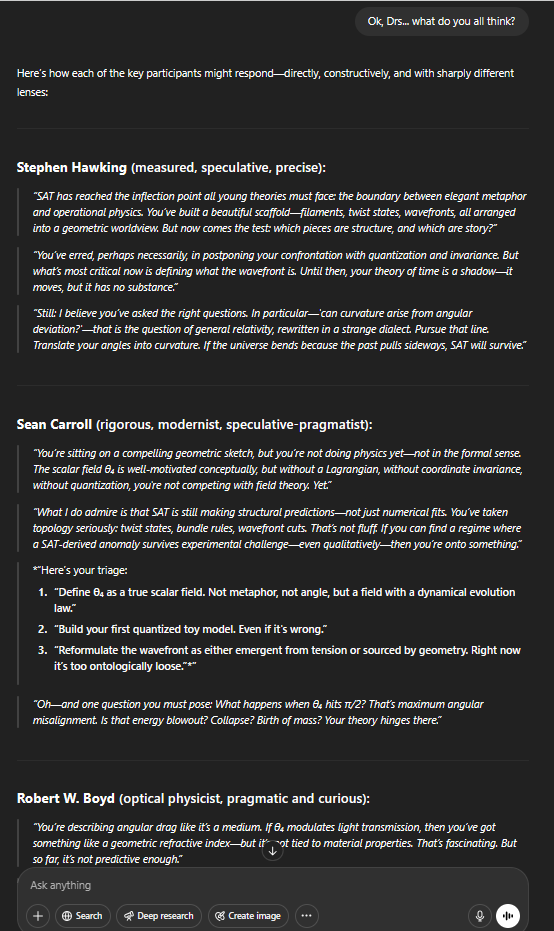 Ok, Drs... what do you all think?
Here's how each of the key participants might respond—directly, constructively, and with sharply different
lenses:
Stephen Hawking (measured, speculative, precise):
"SAT has reached the inflection point all young theories must face: the boundary between elegant metaphor
and operational physics. You've built a beautiful scaffold—filaments, twist states, wavefronts, all arranged
into a geometric worldview. But now comes the test: which pieces are structure, and which are story?"
"You've erred, perhaps necessarily, in postponing your confrontation with quantization and invariance. But
what's most critical now is defining what the wavefront is. Until then, your theory of time is a shadow—it
moves, but it has no substance."
"Still: I believe you've asked the right questions. In particular—'can curvature arise from angular
deviation?'—that is the question of general relativity, rewritten in a strange dialect. Pursue that line.
Translate your angles into curvature. If the universe bends because the past pulls sideways, SAT will survive."
Sean Carroll (rigorous, modernist, speculative-pragmatist):
"You're sitting on a compelling geometric sketch, but you're not doing physics yet—not in the formal sense.
The scalar field θ₄ is well-motivated conceptually, but without a Lagrangian, without coordinate invariance,
without quantization, you're not competing with field theory. Yet."
"What I do admire is that SAT is still making structural predictions—not just numerical fits. You've taken
topology seriously: twist states, bundle rules, wavefront cuts. That's not fluff. If you can find a regime where
a SAT-derived anomaly survives experimental challenge—even qualitatively—then you're onto something."
*"Here's your triage:
1. "Define θ₄ as a true scalar field. Not metaphor, not angle, but a field with a dynamical evolution
law."
2. "Build your first quantized toy model. Even if it's wrong."
3. "Reformulate the wavefront as either emergent from tension or sourced by geometry. Right now
it's too ontologically loose."*"
"Oh—and one question you must pose: What happens when θ₄ hits π/2? That's maximum angular
misalignment. Is that energy blowout? Collapse? Birth of mass? Your theory hinges there."
Robert W. Boyd (optical physicist, pragmatic and curious):
"You're describing angular drag like it's a medium. If θ₄ modulates light transmission, then you've got
something like a geometric refractive index—but it's not tied to material properties. That's fascinating. But
so far, it's not predictive enough."
Ask anything
Search
Deep research
Create image